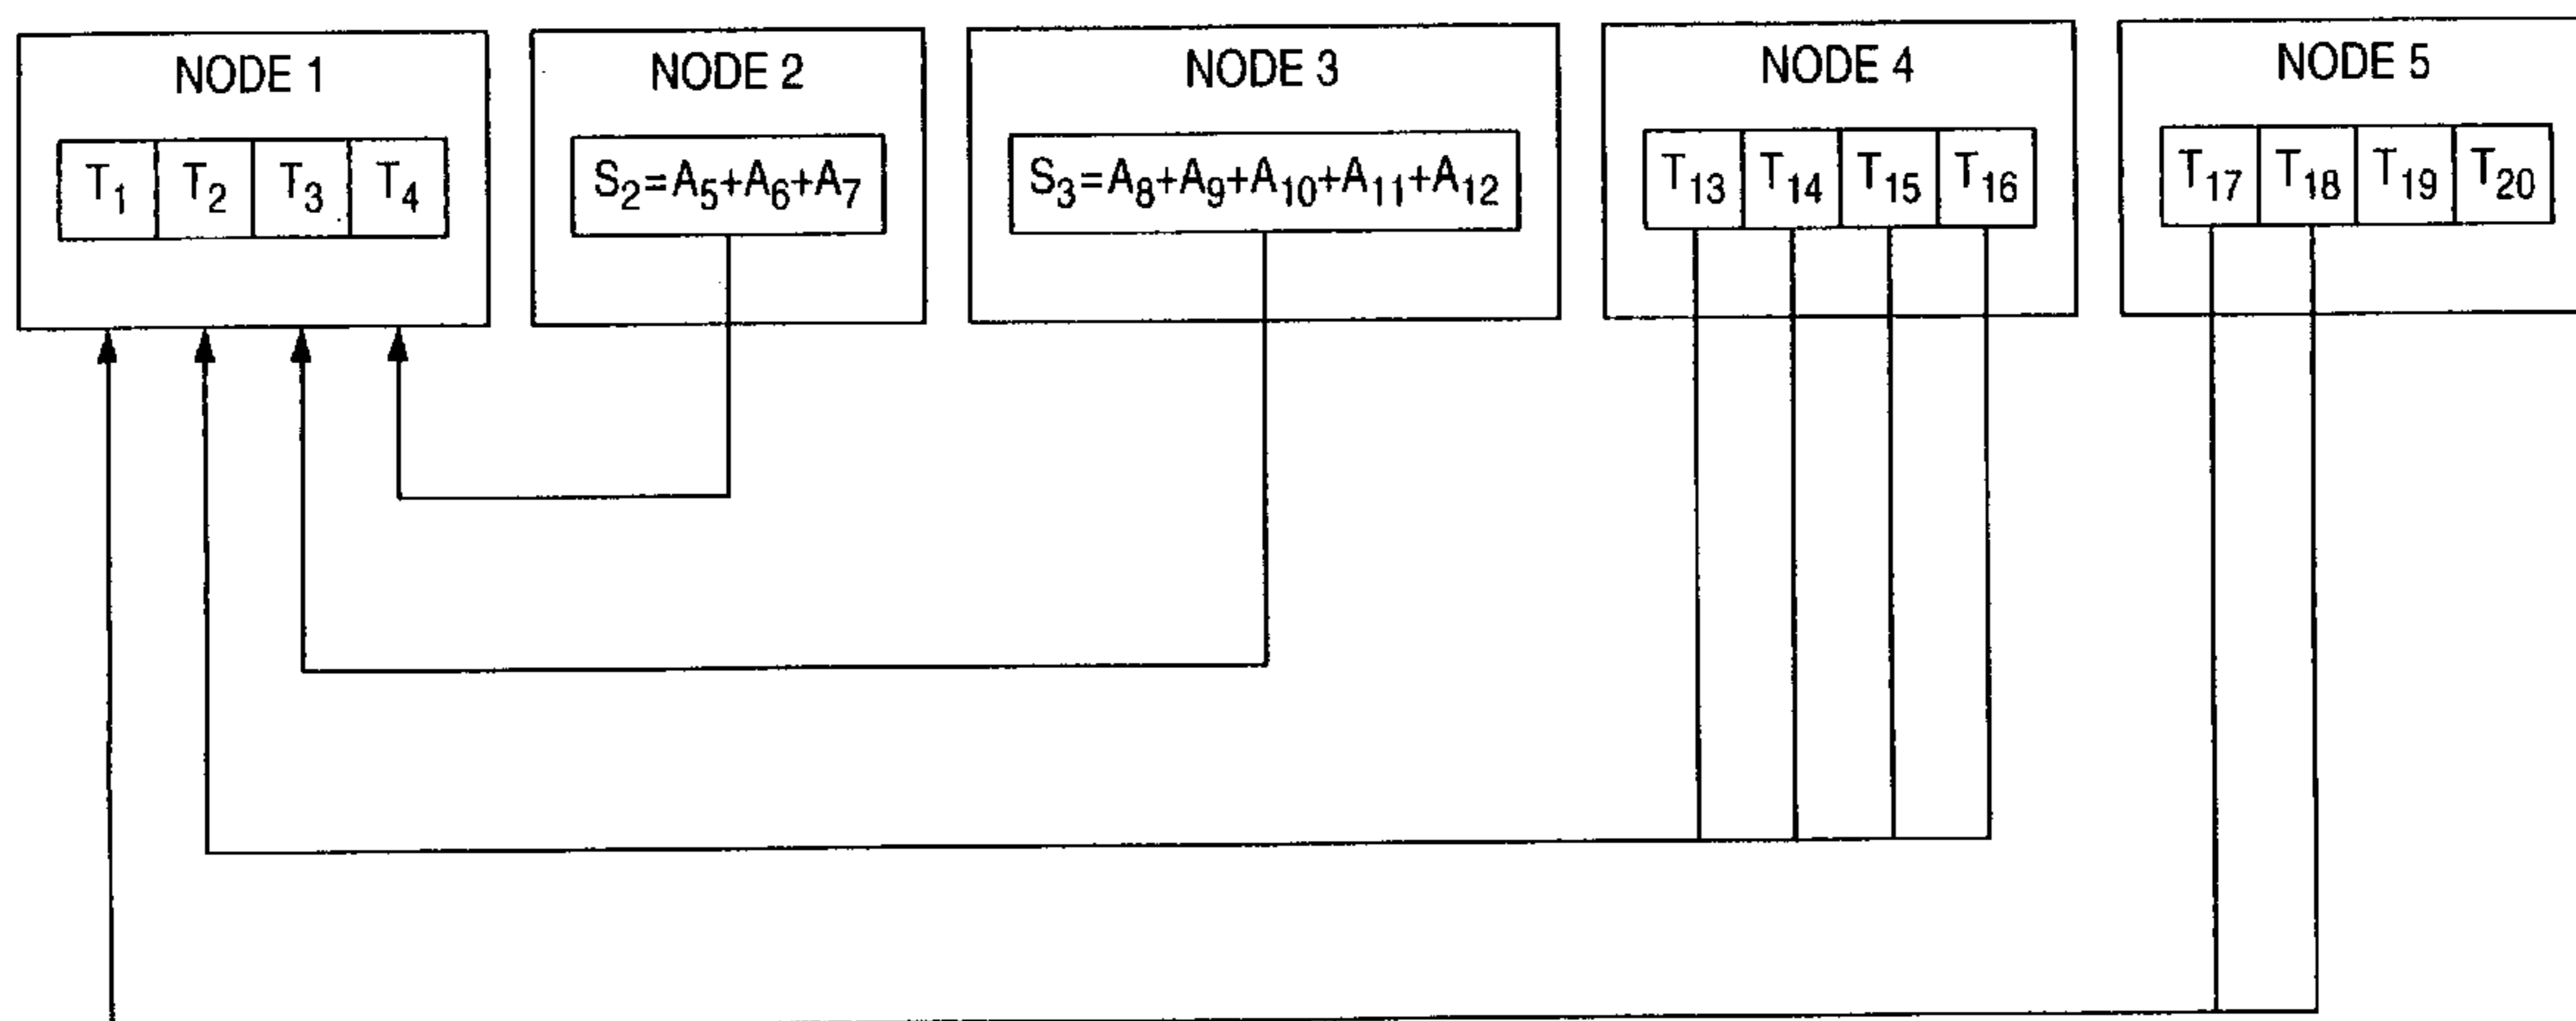 NODE 1
T1 T2 T3 T4
NODE 2
S2=A5+A6+A7
NODE 3
S3=A8+A9+A10+A11+A12
NODE 4
T13 T14 T15 T16
NODE 5
T17 T18 T19 T20